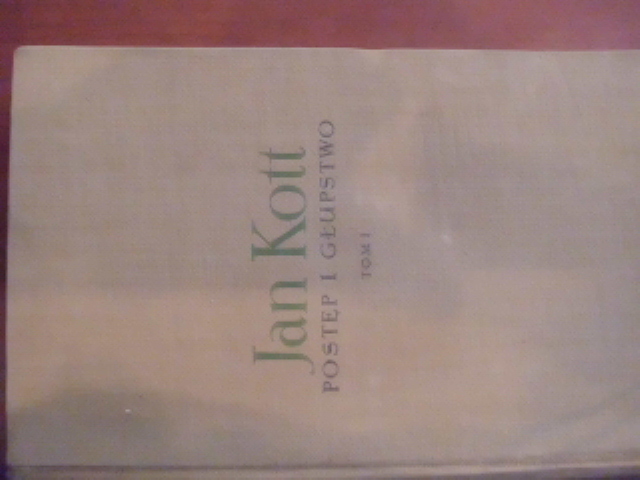 Jan Kott
POSTĘP I GŁUPSTWO
TOM I